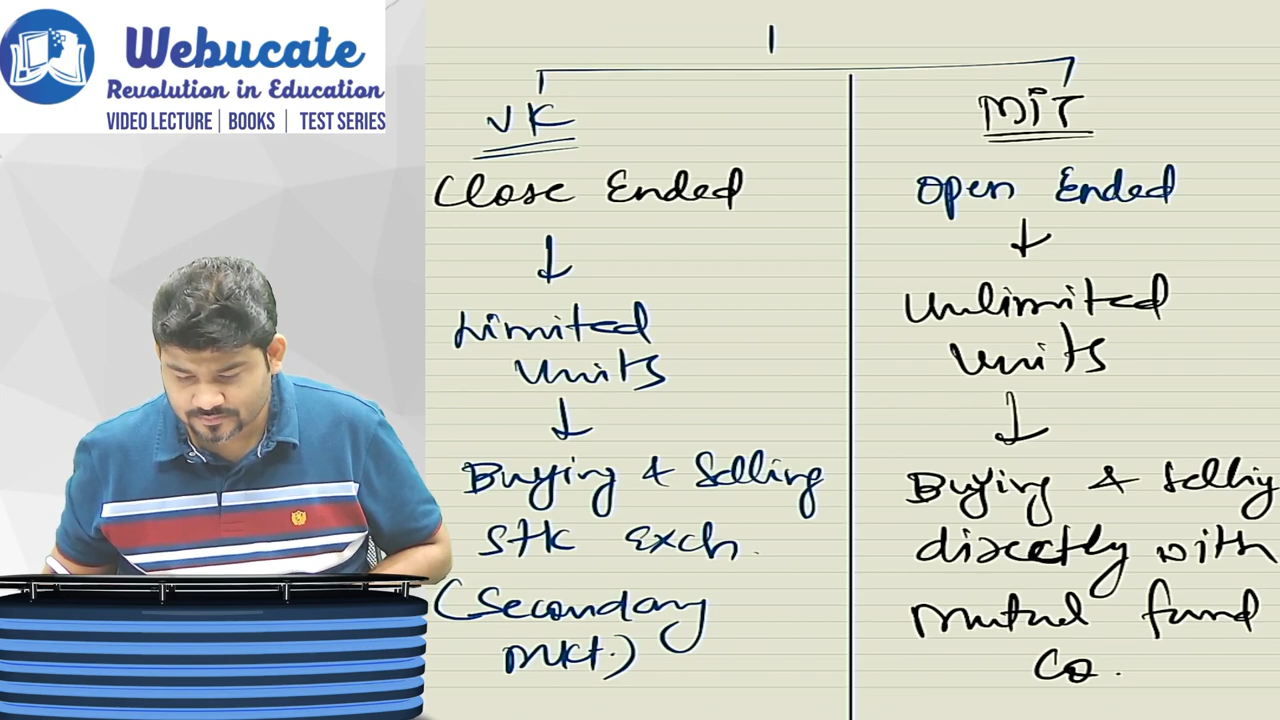 Webucate
Revolution in Education
VIDEO LECTURE | BOOKS | TEST SERIES
VK
Close Ended
Limited
Units
Buying & Selling
Stk Exch.
(Secondary
Mkt.)
MIT
Open Ended
Unlimited
Units
Buying & Selling
directly with
Mutual fund
Co.